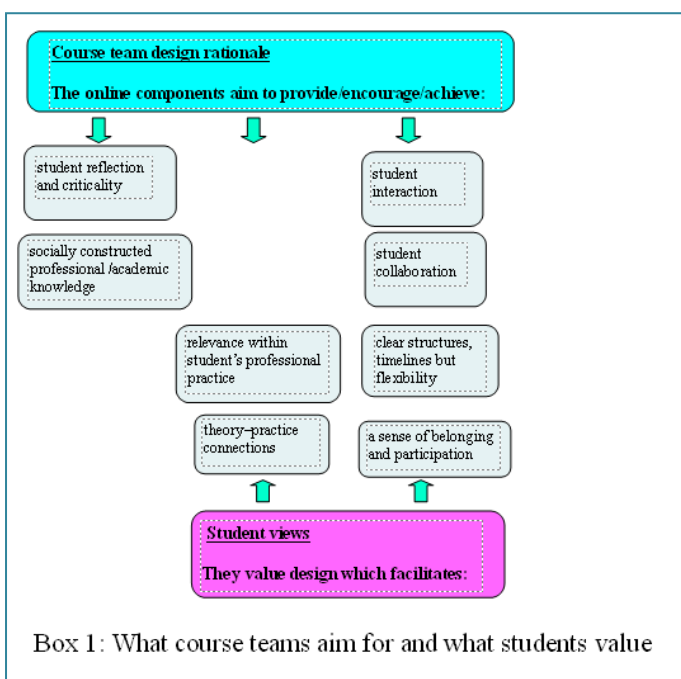 Course team design rationale
The online components aim to provide/encourage/achieve:
student reflection
and criticality
student
interaction
socially constructed
professional /academic
knowledge
student
collaboration
relevance within
student's professional
practice
clear structures,
timelines but
flexibility
theory–practice
connections
a sense of belonging
and participation
Student views
They value design which facilitates:
Box 1: What course teams aim for and what students value